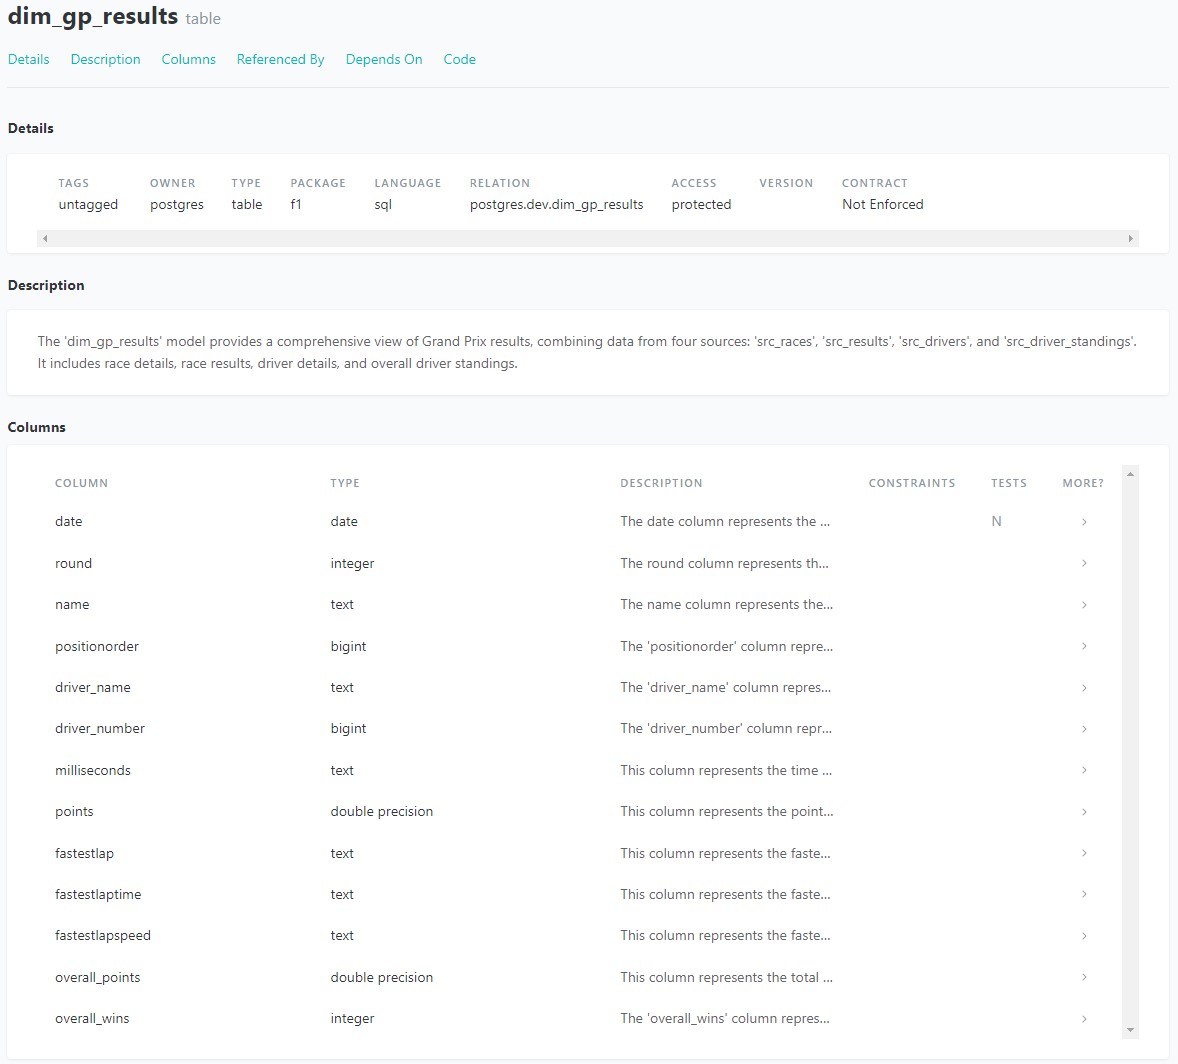 dim_gp_results table
Details Description Columns Referenced By Depends On Code
Details
TAGS OWNER TYPE PACKAGE LANGUAGE RELATION ACCESS VERSION CONTRACT
untagged postgres table f1 sql postgres.dev.dim_gp_results protected Not Enforced
Description
The 'dim_gp_results' model provides a comprehensive view of Grand Prix results, combining data from four sources: 'src_races', 'src_results', 'src_drivers', and 'src_driver_standings'.
It includes race details, race results, driver details, and overall driver standings.
Columns
COLUMN TYPE DESCRIPTION CONSTRAINTS TESTS MORE?
date date The date column represents the ... N
round integer The round column represents th...
name text The name column represents the...
positionorder bigint The 'positionorder' column repre...
driver_name text The 'driver_name' column repres...
driver_number bigint The 'driver_number' column repr...
milliseconds text This column represents the time ...
points double precision This column represents the point...
fastestlap text This column represents the faste...
fastestlaptime text This column represents the faste...
fastestlapspeed text This column represents the faste...
overall_points double precision This column represents the total ...
overall_wins integer The 'overall_wins' column repres...